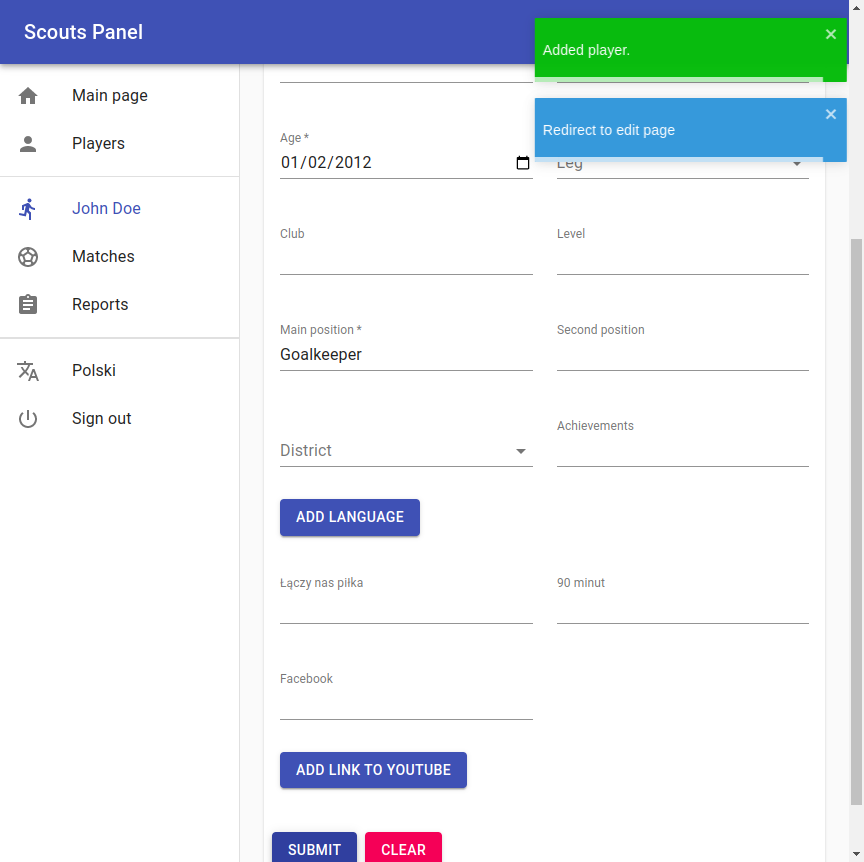 Scouts Panel
Added player.
Redirect to edit page
Main page
Players
John Doe
Matches
Reports
Polski
Sign out
Age *
01/02/2012
Leg
Club
Level
Main position *
Goalkeeper
Second position
District
Achievements
ADD LANGUAGE
Łączy nas piłka
90 minut
Facebook
ADD LINK TO YOUTUBE
SUBMIT
CLEAR